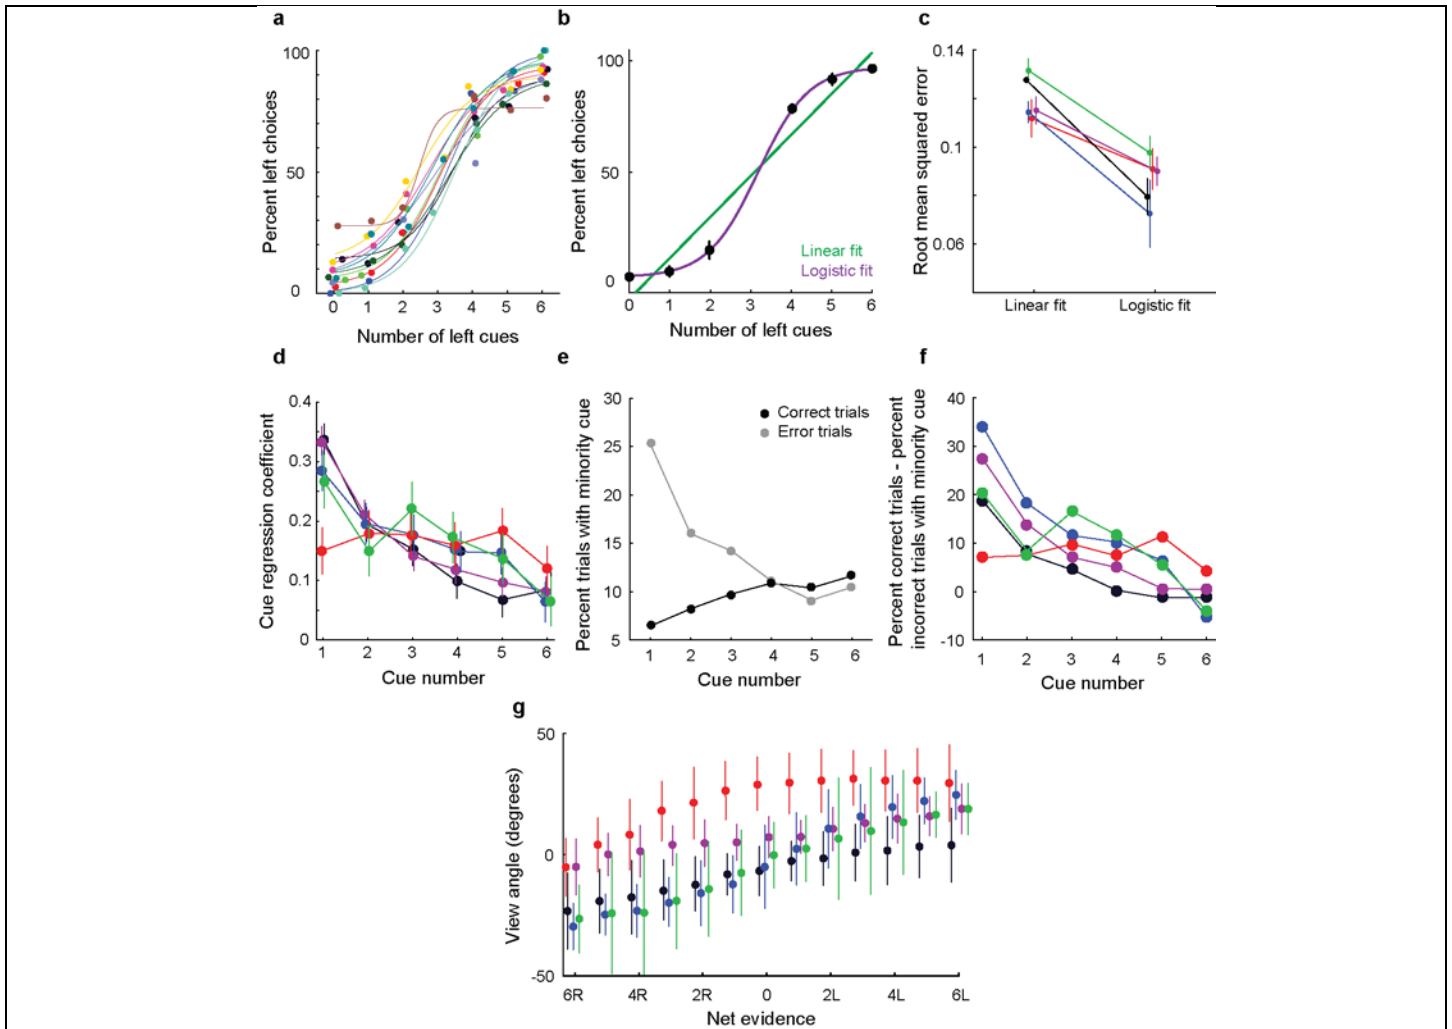 a
100
50
0
Percent left choices
0 1 2 3 4 5 6
Number of left cues
b
100
50
0
Percent left choices
Linear fit
Logistic fit
0 1 2 3 4 5 6
Number of left cues
c
0.14
0.1
0.06
Root mean squared error
Linear fit Logistic fit
d
0.4
0.3
0.2
0.1
0
Cue regression coefficient
1 2 3 4 5 6
Cue number
e
30
25
20
15
10
5
Percent trials with minority cue
Correct trials
Error trials
1 2 3 4 5 6
Cue number
f
40
30
20
10
0
-10
Percent correct trials - percent
incorrect trials with minority cue
1 2 3 4 5 6
Cue number
g
50
0
-50
View angle (degrees)
6R 4R 2R 0 2L 4L 6L
Net evidence